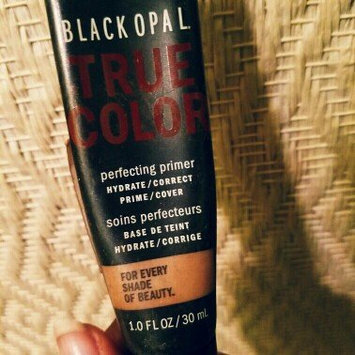 BLACK OPAL
TRUE
COLOR
perfecting primer
HYDRATE/CORRECT
PRIME/COVER
soins perfecteurs
BASE DE TEINT
HYDRATE/CORRIGE
FOR EVERY
SHADE
OF BEAUTY.
1.0 FL OZ/30 mL